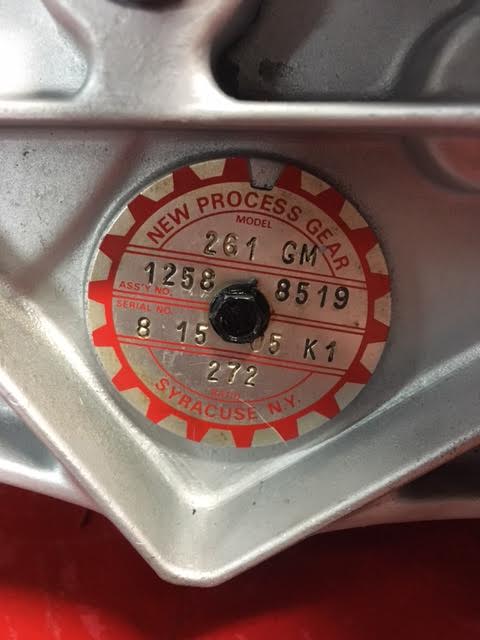 NEW PROCESS GEAR
MODEL
261 GM
1258 8519
ASS'Y NO.
SERIAL NO.
8 15 05 K1
272
RATIO
SYRACUSE N.Y.